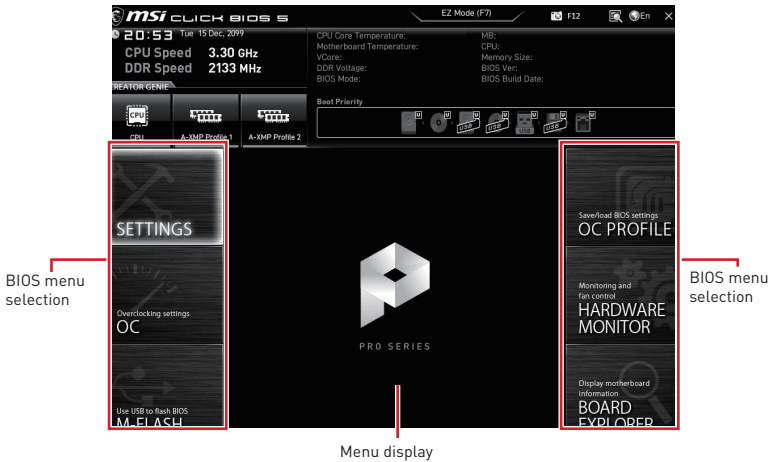 msi CLICK BIOS 5
EZ Mode (F7)
F12
En
20:53 Tue 15 Dec, 2099
CPU Speed 3.30 GHz
DDR Speed 2133 MHz
CREATOR GENIE
CPU
CPU
A-XMP Profile 1
A-XMP Profile 2
CPU Core Temperature:
Motherboard Temperature:
VCore:
DDR Voltage:
BIOS Mode:
MB:
CPU:
Memory Size:
BIOS Ver:
BIOS Build Date:
Boot Priority
U
U
USB U
USB U
USB U
USB U
U
SETTINGS
Overclocking settings
OC
Use USB to flash BIOS
M-FLASH
PRO SERIES
Save/load BIOS settings
OC PROFILE
Monitoring and
fan control
HARDWARE
MONITOR
Display motherboard
information
BOARD
EXPLORER
BIOS menu
selection
BIOS menu
selection
Menu display